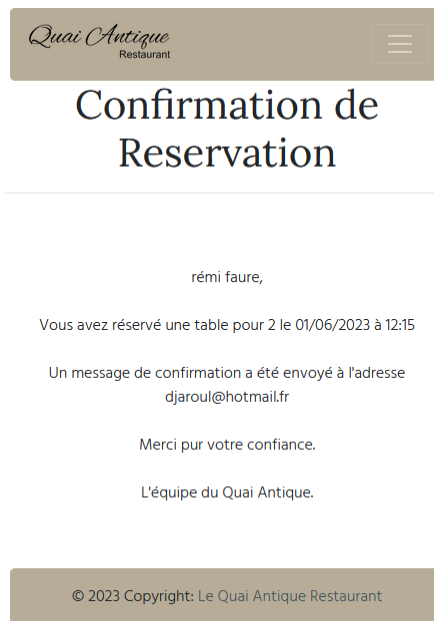 Quai Antique
Restaurant
Confirmation de
Reservation
rémi faure,
Vous avez réservé une table pour 2 le 01/06/2023 à 12:15
Un message de confirmation a été envoyé à l'adresse
djaroul@hotmail.fr
Merci pur votre confiance.
L'équipe du Quai Antique.
© 2023 Copyright: Le Quai Antique Restaurant